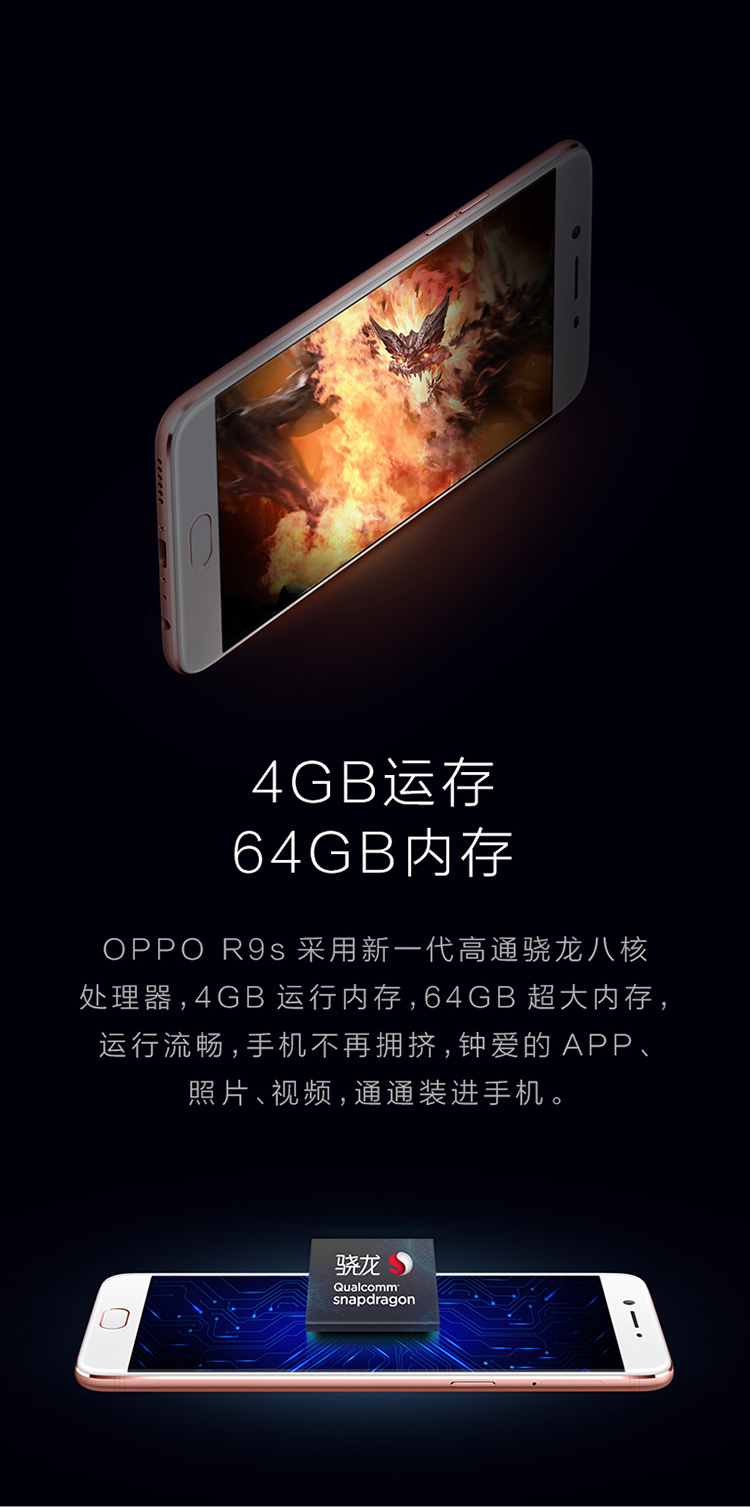 4GB运存
64GB内存
OPPO R9s 采用新一代高通骁龙八核
处理器,4GB 运行内存,64GB 超大内存,
运行流畅,手机不再拥挤,钟爱的 APP、
照片、视频,通通装进手机。
骁龙
Qualcomm
snapdragon